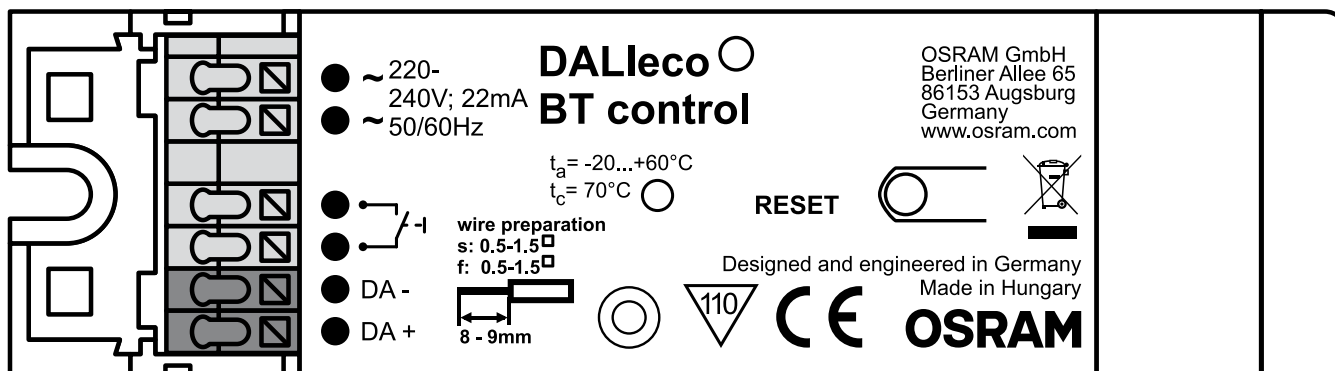 ~ 220-
240V; 22mA
~ 50/60Hz
DA -
DA +
DALIeco
BT control
ta= -20...+60°C
tc= 70°C
wire preparation
s: 0.5-1.5
f: 0.5-1.5
8 - 9mm
RESET
OSRAM GmbH
Berliner Allee 65
86153 Augsburg
Germany
www.osram.com
Designed and engineered in Germany
Made in Hungary
110
CE
OSRAM